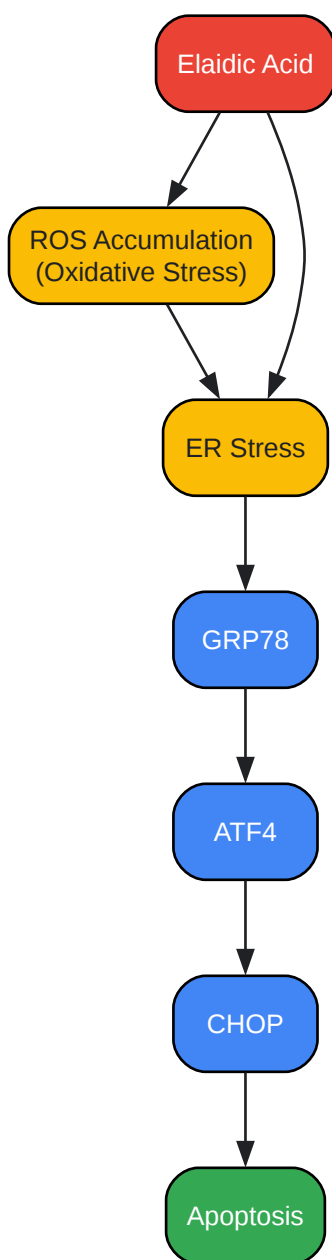 Elaidic Acid
ROS Accumulation
(Oxidative Stress)
ER Stress
GRP78
ATF4
CHOP
Apoptosis